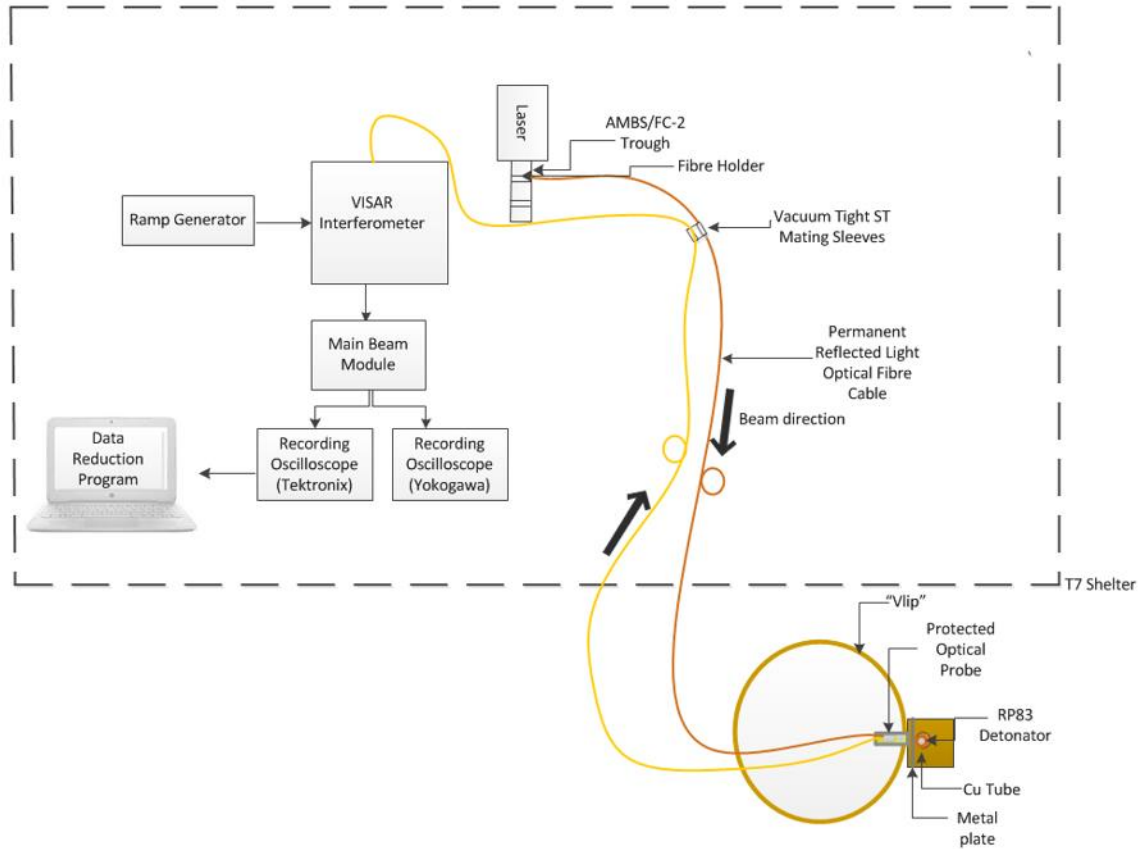 Laser
AMBS/FC-2
Trough
Fibre Holder
VISAR
Interferometer
Ramp Generator
Vacuum Tight ST
Mating Sleeves
Main Beam
Module
Permanent
Reflected Light
Optical Fibre
Cable
Beam direction
Data
Reduction
Program
Recording
Oscilloscope
(Tektronix)
Recording
Oscilloscope
(Yokogawa)
T7 Shelter
“Vlip”
Protected
Optical
Probe
RP83
Detonator
Cu Tube
Metal
plate